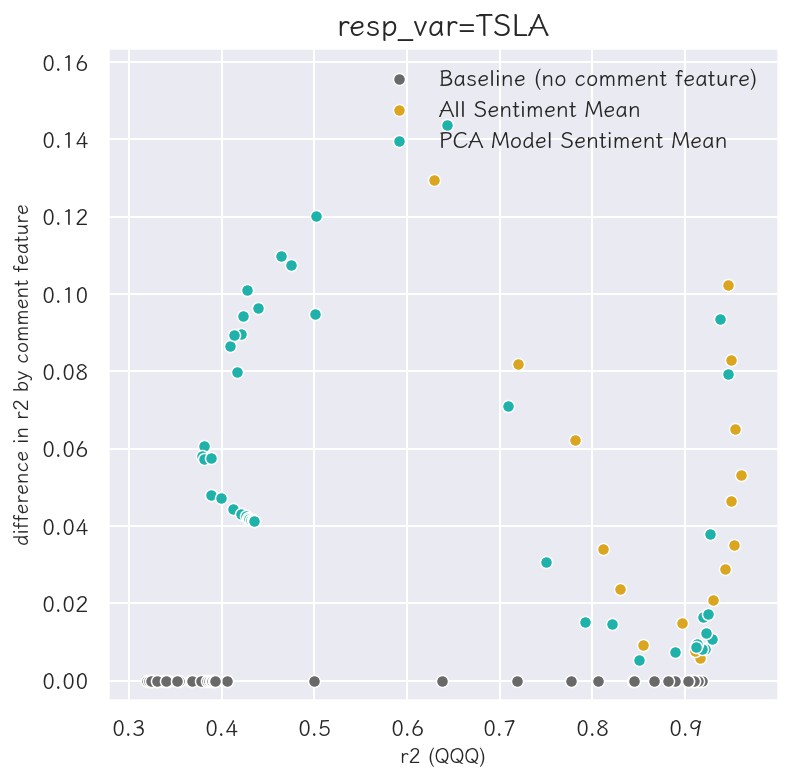 resp_var=TSLA
0.16
0.14
0.12
0.10
0.08
0.06
0.04
0.02
0.00
difference in r2 by comment feature
Baseline (no comment feature)
All Sentiment Mean
PCA Model Sentiment Mean
0.3 0.4 0.5 0.6 0.7 0.8 0.9
r2 (QQQ)